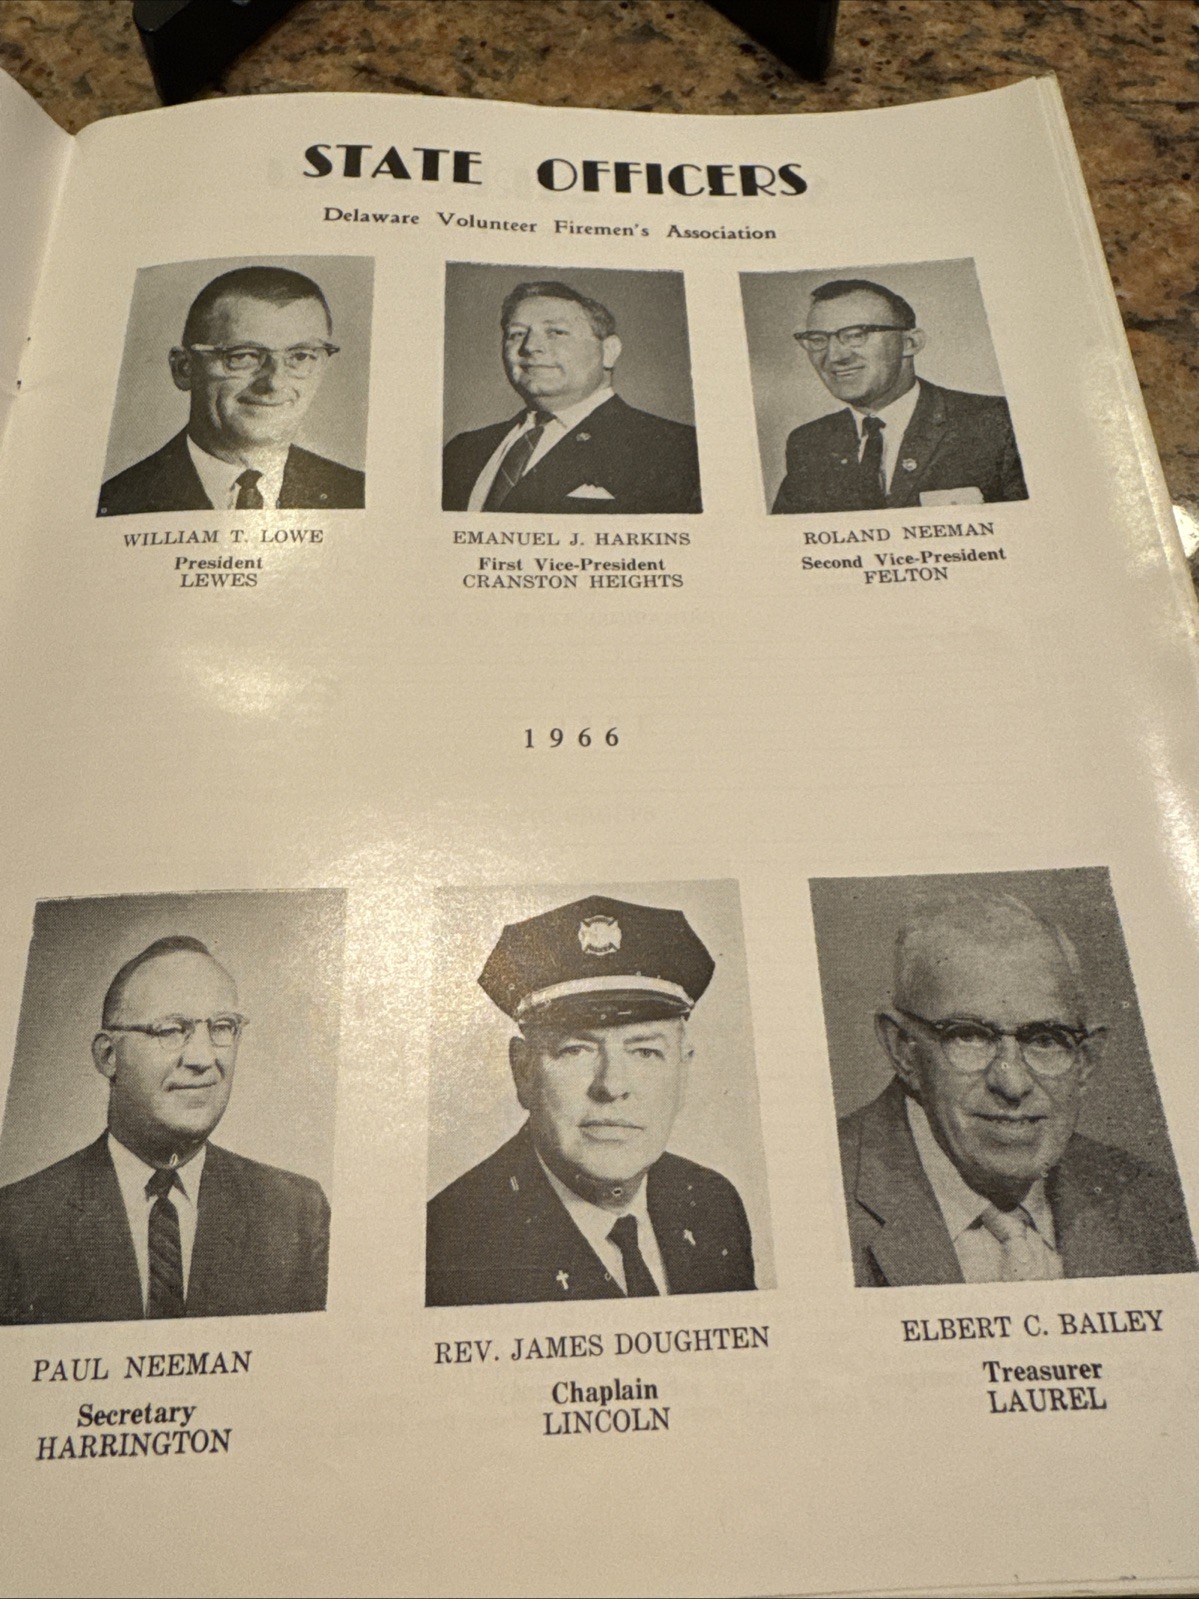 STATE OFFICERS
Delaware Volunteer Firemen's Association
WILLIAM T. LOWE
President
LEWES
EMANUEL J. HARKINS
First Vice-President
CRANSTON HEIGHTS
ROLAND NEEMAN
Second Vice-President
FELTON
1966
PAUL NEEMAN
Secretary
HARRINGTON
REV. JAMES DOUGHTEN
Chaplain
LINCOLN
ELBERT C. BAILEY
Treasurer
LAUREL